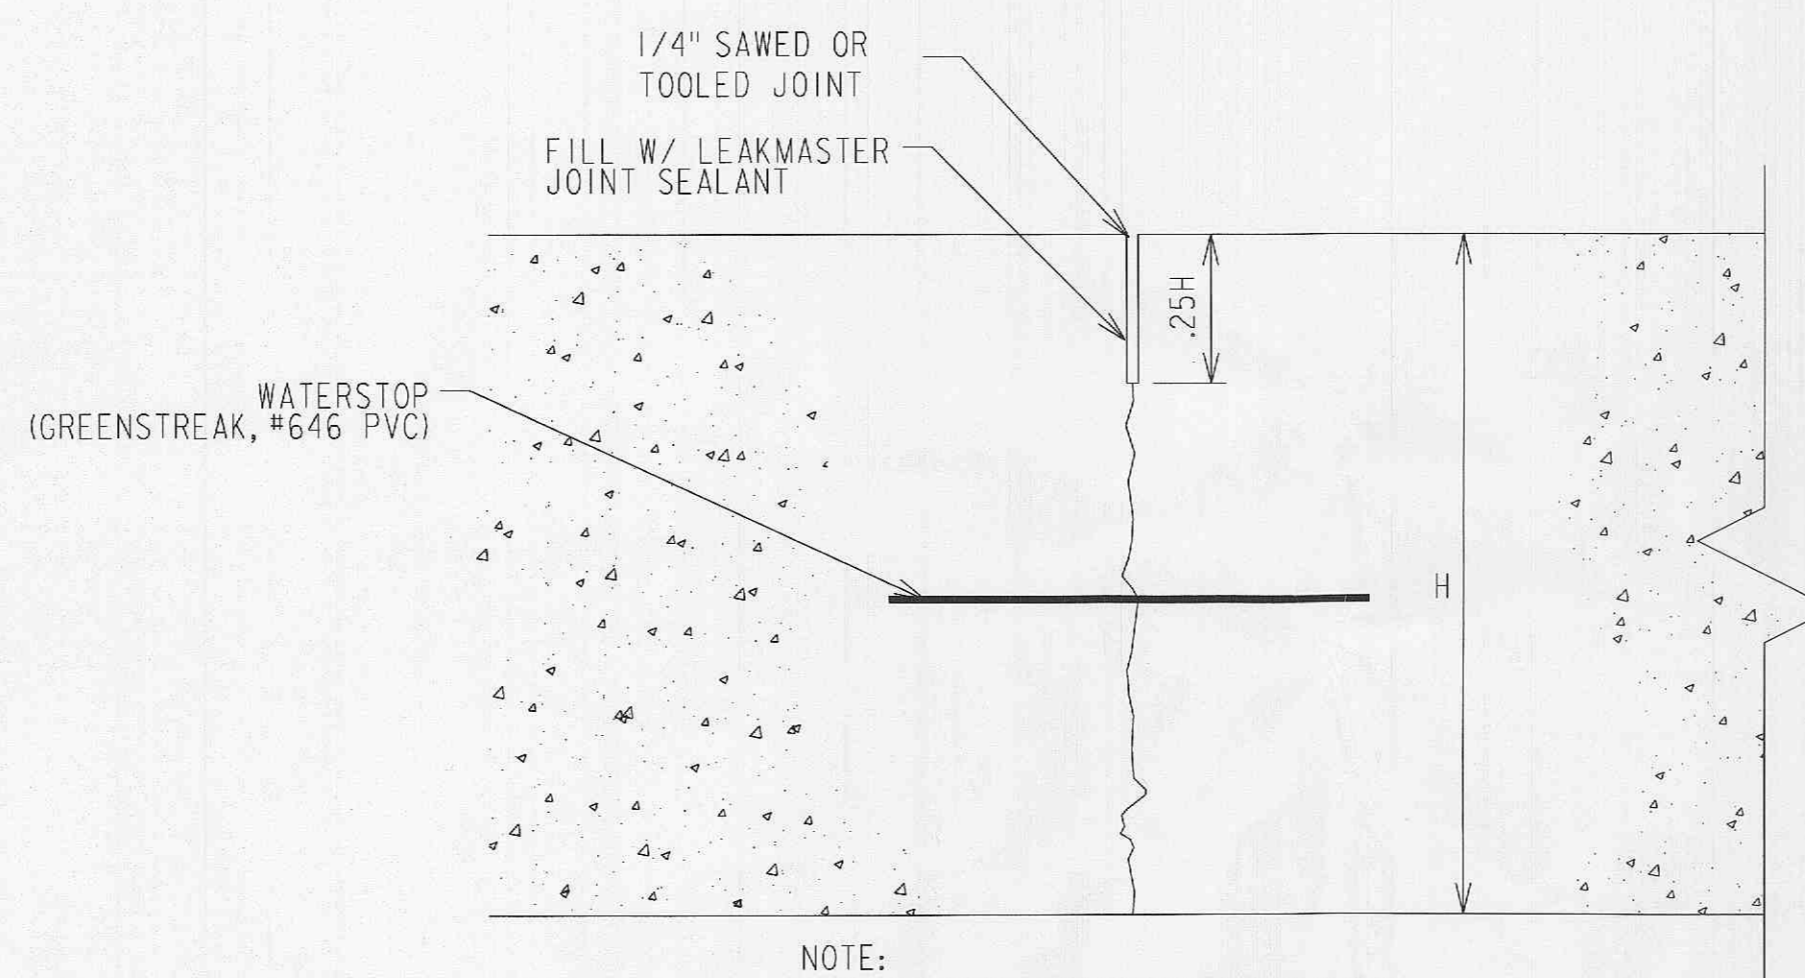 1/4" SAWED OR
TOOLED JOINT
FILL W/ LEAKMASTER
JOINT SEALANT
.25H
WATERSTOP
(GREENSTREAK, #646 PVC)
H
NOTE: